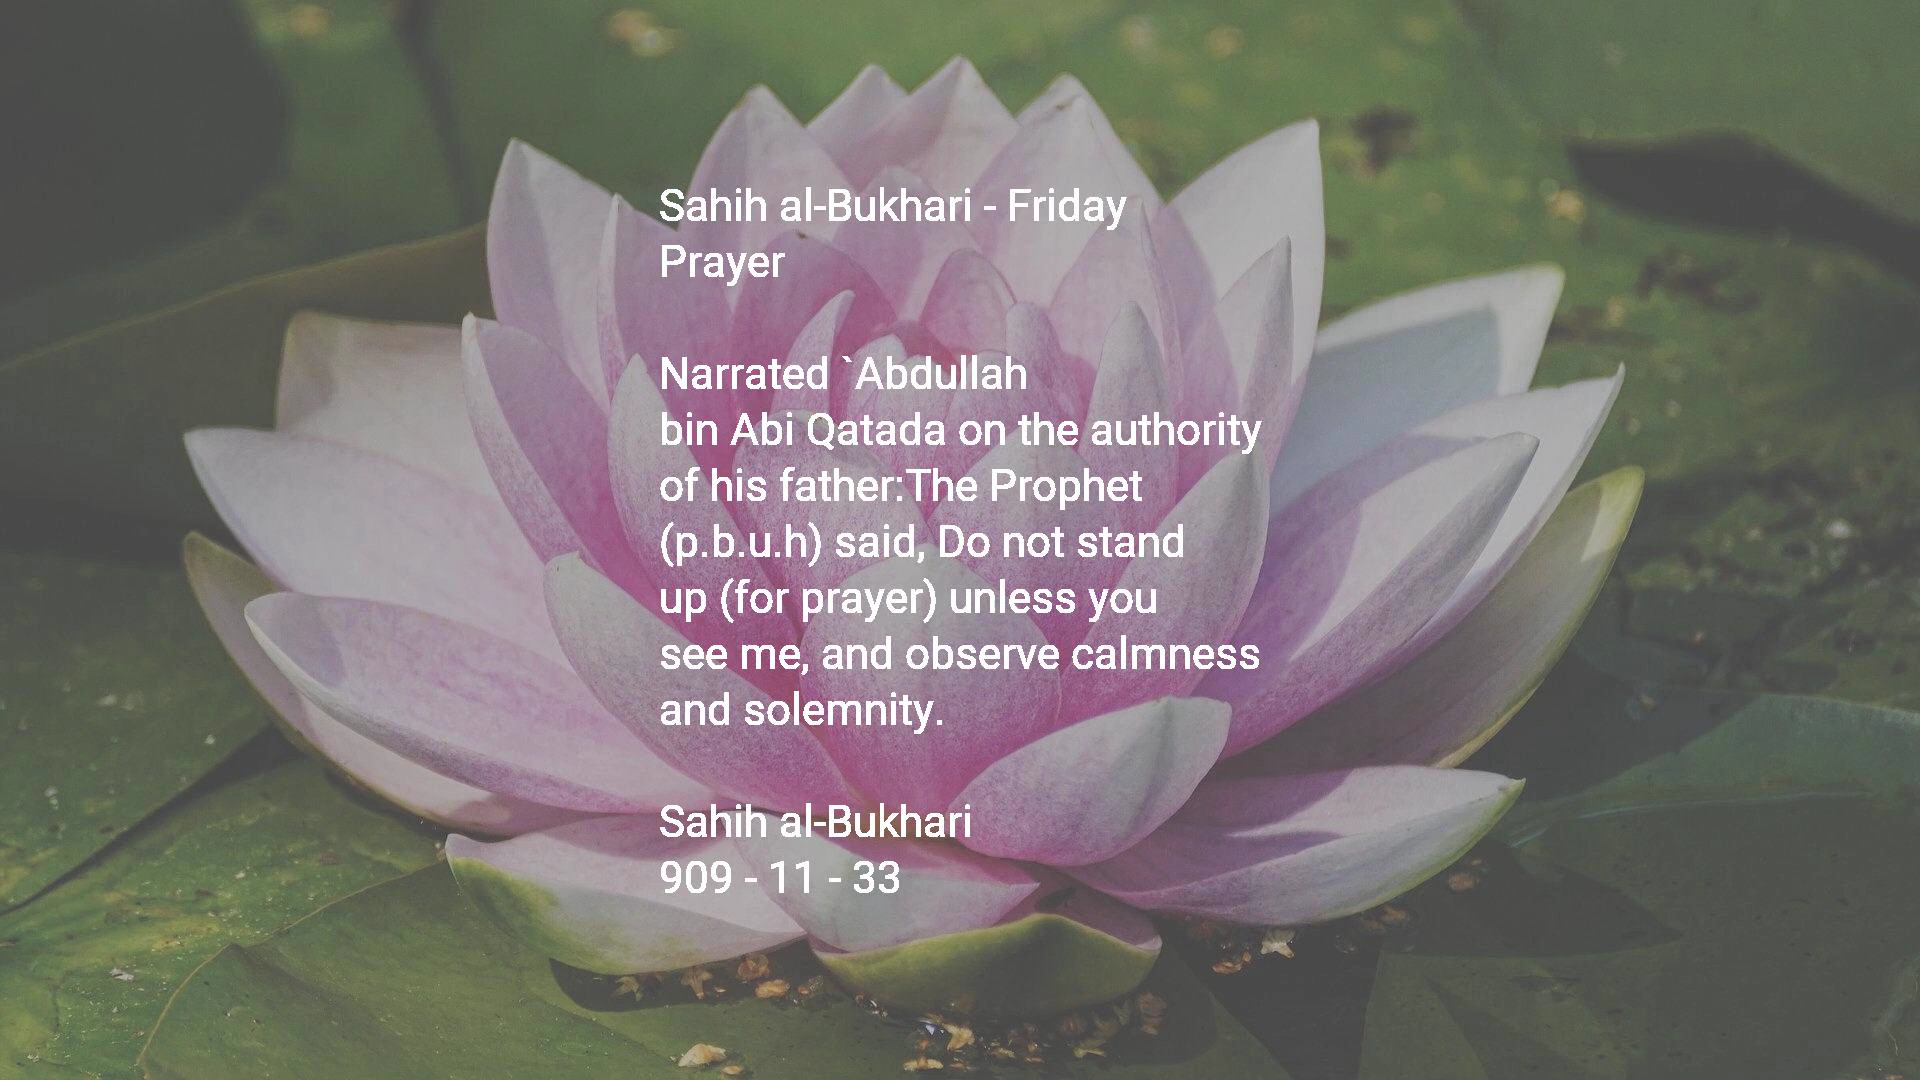 Sahih al-Bukhari - Friday
Prayer
Narrated `Abdullah
bin Abi Qatada on the authority
of his father:The Prophet
(p.b.u.h) said, Do not stand
up (for prayer) unless you
see me, and observe calmness
and solemnity.
Sahih al-Bukhari
909 - 11 - 33